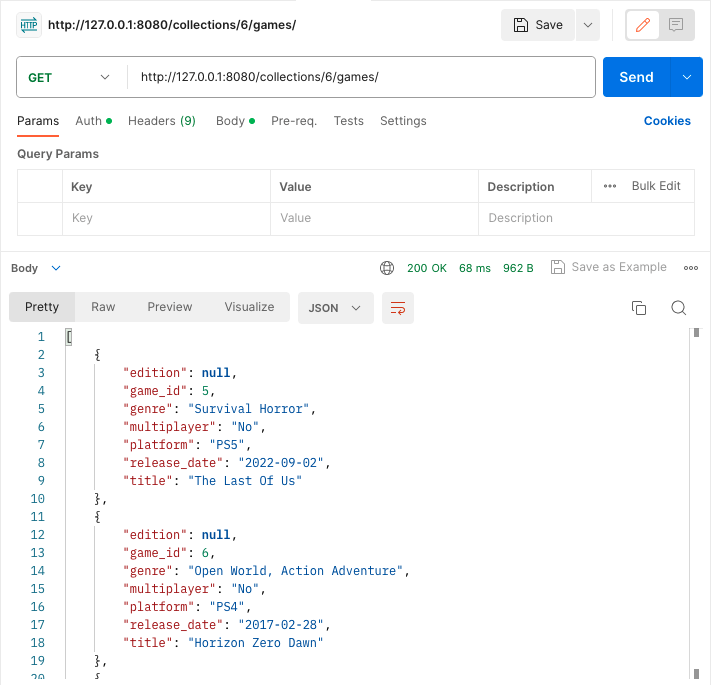 HTTP http://127.0.0.1:8080/collections/6/games/ Save
GET http://127.0.0.1:8080/collections/6/games/ Send
Params Auth Headers (9) Body Pre-req. Tests Settings Cookies
Query Params
Key Value Description ••• Bulk Edit
Key Value Description
Body 200 OK 68 ms 962 B Save as Example
Pretty Raw Preview Visualize JSON
1 [
2 {
3 "edition": null,
4 "game_id": 5,
5 "genre": "Survival Horror",
6 "multiplayer": "No",
7 "platform": "PS5",
8 "release_date": "2022-09-02",
9 "title": "The Last Of Us"
10 },
11 {
12 "edition": null,
13 "game_id": 6,
14 "genre": "Open World, Action Adventure",
15 "multiplayer": "No",
16 "platform": "PS4",
17 "release_date": "2017-02-28",
18 "title": "Horizon Zero Dawn"
19 },
20 {